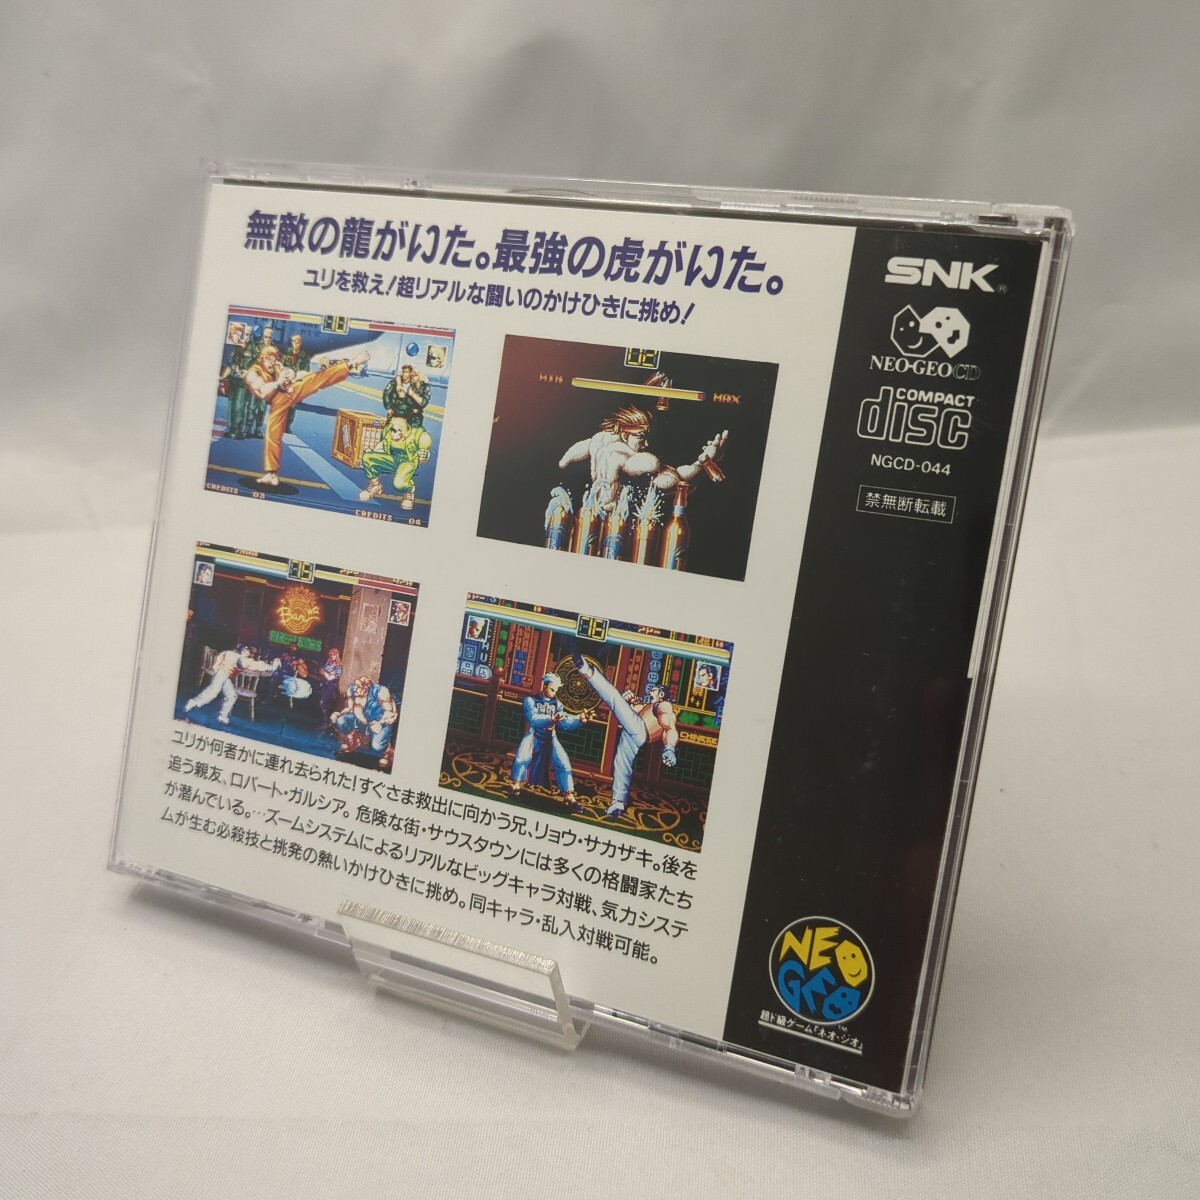 無敵の龍がいた。最強の虎がいた。
ユリを救え!超リアルな闘いのかけひきに挑め!
CREDITS 03
CREDITS 04
02
MIN
MAX
Bar
CHINESE
ユリが何者かに連れ去られた!すぐさま救出に向かう兄、リョウ・サカザキ。後を
追う親友、ロバート・ガルシア。危険な街・サウスタウンには多くの格闘家たち
が潜んでいる。…ズームシステムによるリアルなビッグキャラ対戦、気力システ
ムが生む必殺技と挑発の熱いかけひきに挑め。同キャラ・乱入対戦可能。
SNK®
NEO·GEO CD
COMPACT
disc
NGCD-044
禁無断転載
NEO
GEO
TM
超ド級ゲーム「ネオ・ジオ」